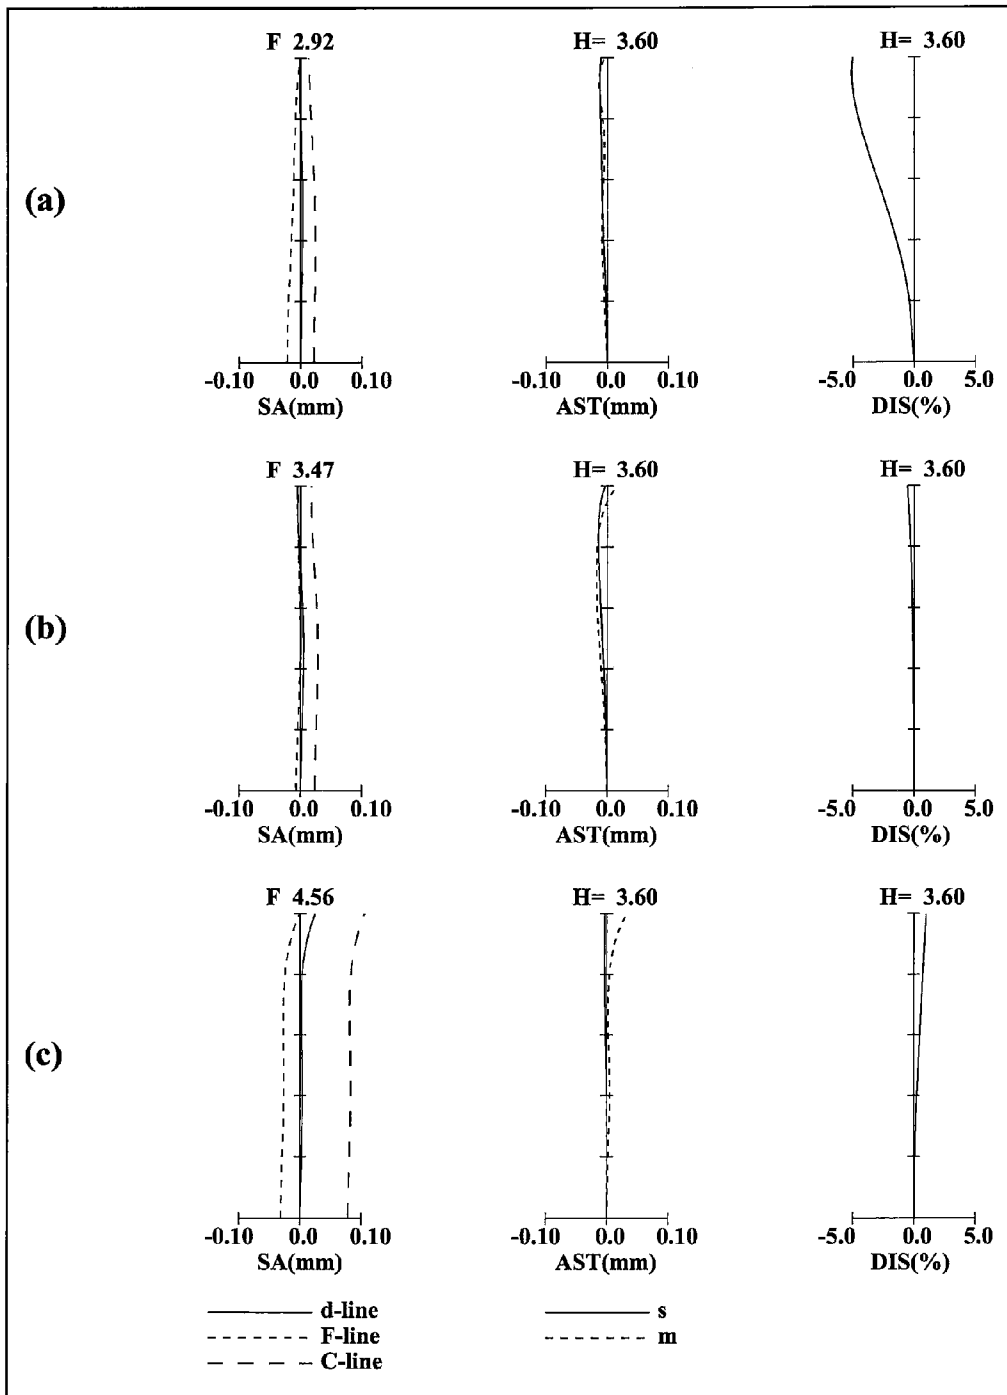 F 2.92 H= 3.60 H= 3.60
(a)
-0.10 0.0 0.10 -0.10 0.0 0.10 -5.0 0.0 5.0
SA(mm) AST(mm) DIS(%)
F 3.47 H= 3.60 H= 3.60
(b)
-0.10 0.0 0.10 -0.10 0.0 0.10 -5.0 0.0 5.0
SA(mm) AST(mm) DIS(%)
F 4.56 H= 3.60 H= 3.60
(c)
-0.10 0.0 0.10 -0.10 0.0 0.10 -5.0 0.0 5.0
SA(mm) AST(mm) DIS(%)
d-line s
F-line m
C-line